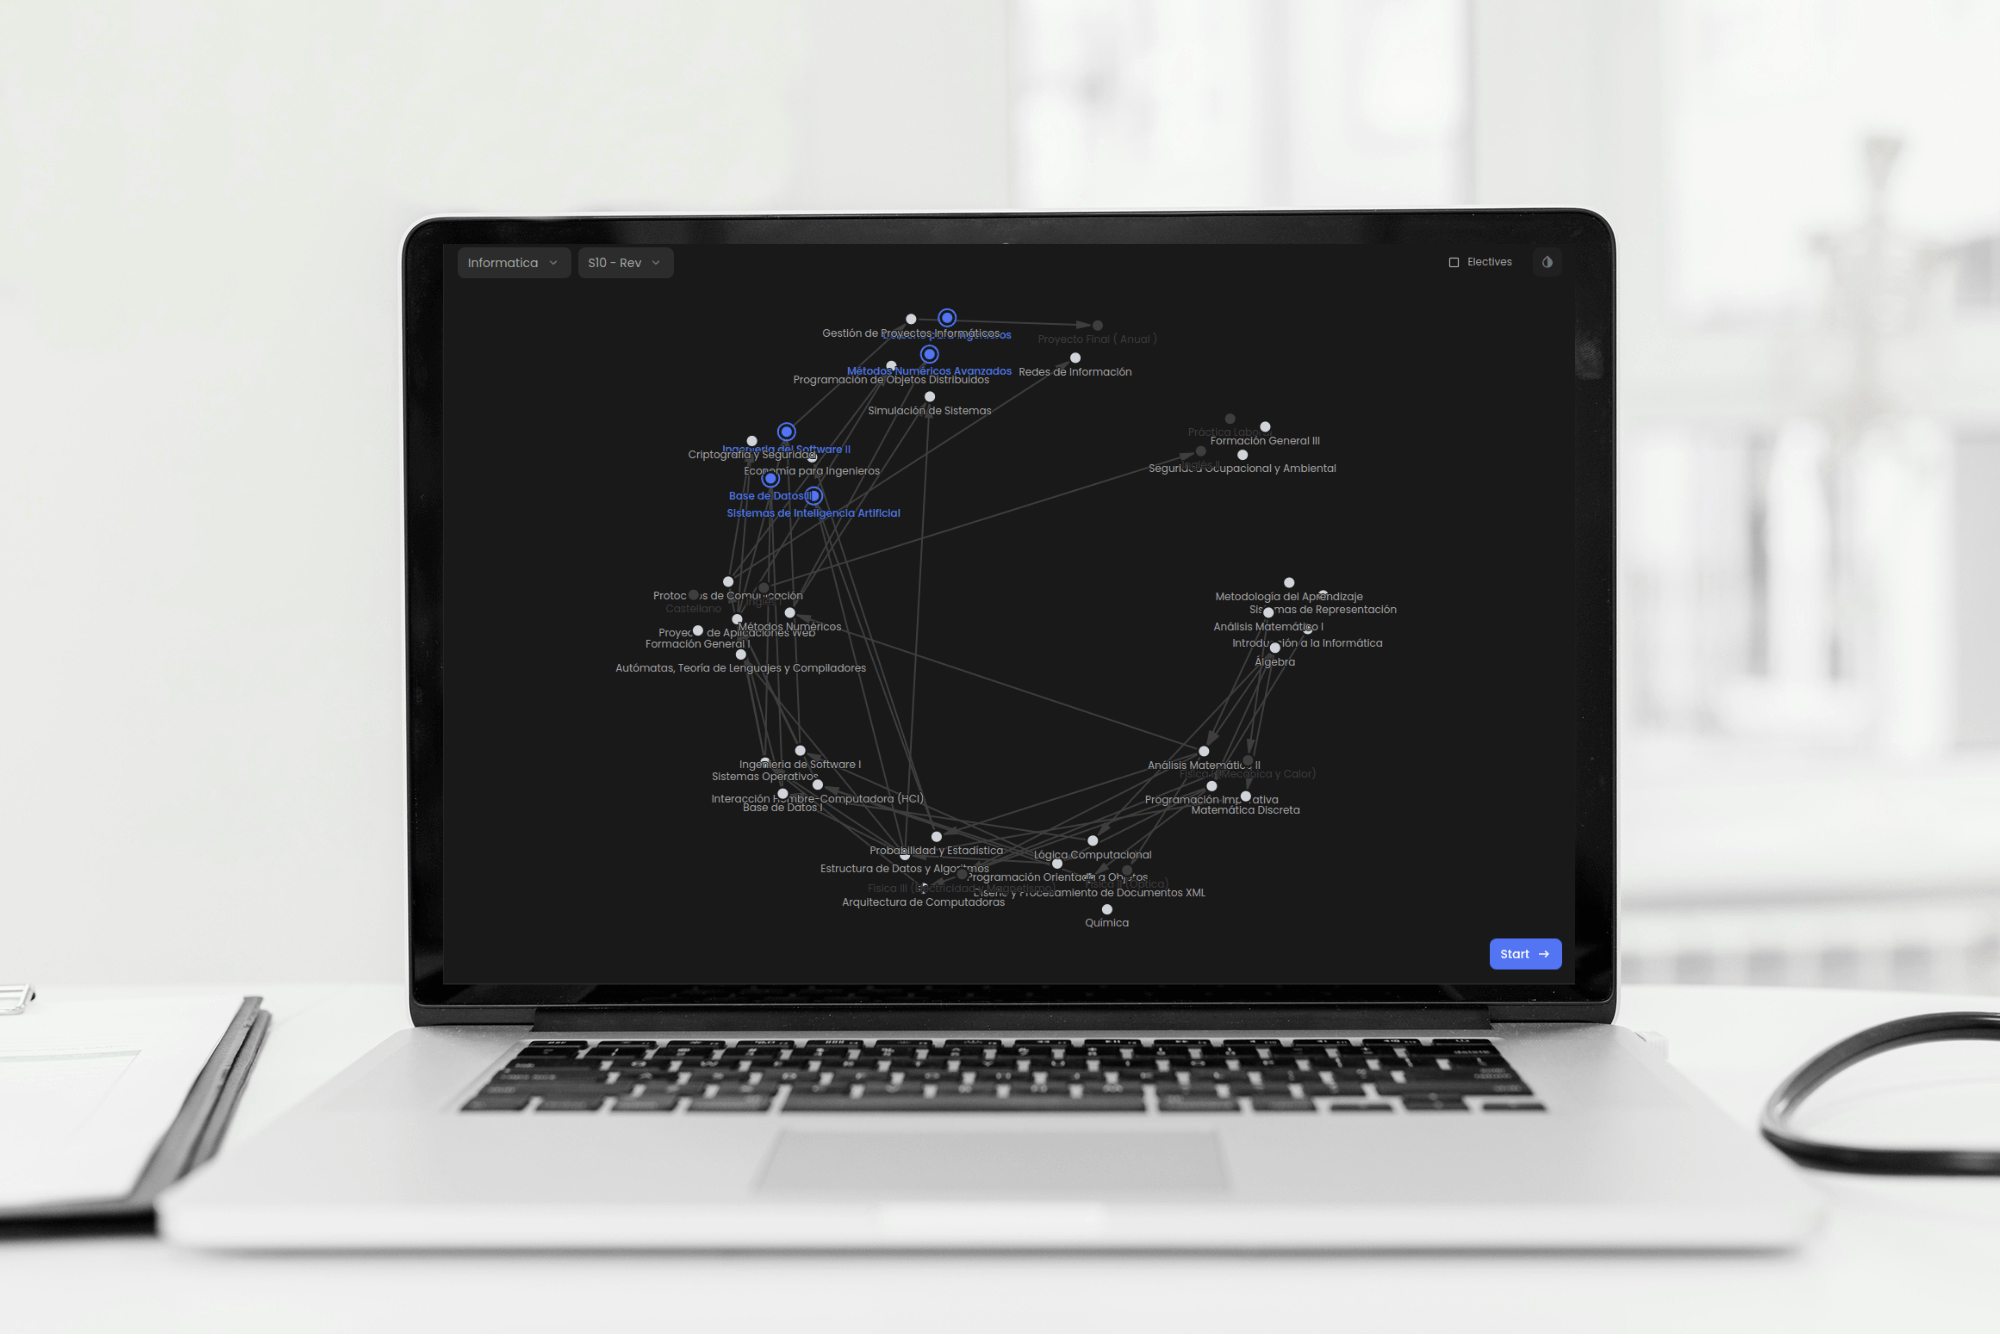 Informatica
S10 - Rev
Electives
Gestión de Proyectos Informáticos
Proyecto Final ( Anual )
Métodos Numéricos Avanzados
Redes de Información
Programación de Objetos Distribuidos
Simulación de Sistemas
Práctica Labo
Formación General III
Ingeniería del Software II
Criptografía y Seguridad
Seguridad Ocupacional y Ambiental
Economía para Ingenieros
Base de Datos II
Sistemas de Inteligencia Artificial
Protocolos de Comunicación
Metodología del Aprendizaje
Inglés I
Castellano
Sistemas de Representación
Métodos Numéricos
Análisis Matemático I
Proyecto de Aplicaciones Web
Formación General I
Introducción a la Informática
Álgebra
Autómatas, Teoría de Lenguajes y Compiladores
Ingeniería de Software I
Análisis Matemático II
Física I (Mecánica y Calor)
Sistemas Operativos
Interacción Hombre-Computadora (HCI)
Programación Imperativa
Base de Datos I
Matemática Discreta
Probabilidad y Estadística
Lógica Computacional
Estructura de Datos y Algoritmos
Programación Orientada a Objetos
Física III (Electricidad y Magnetismo)
Física II (Óptica)
Diseño y Procesamiento de Documentos XML
Arquitectura de Computadoras
Química
Start